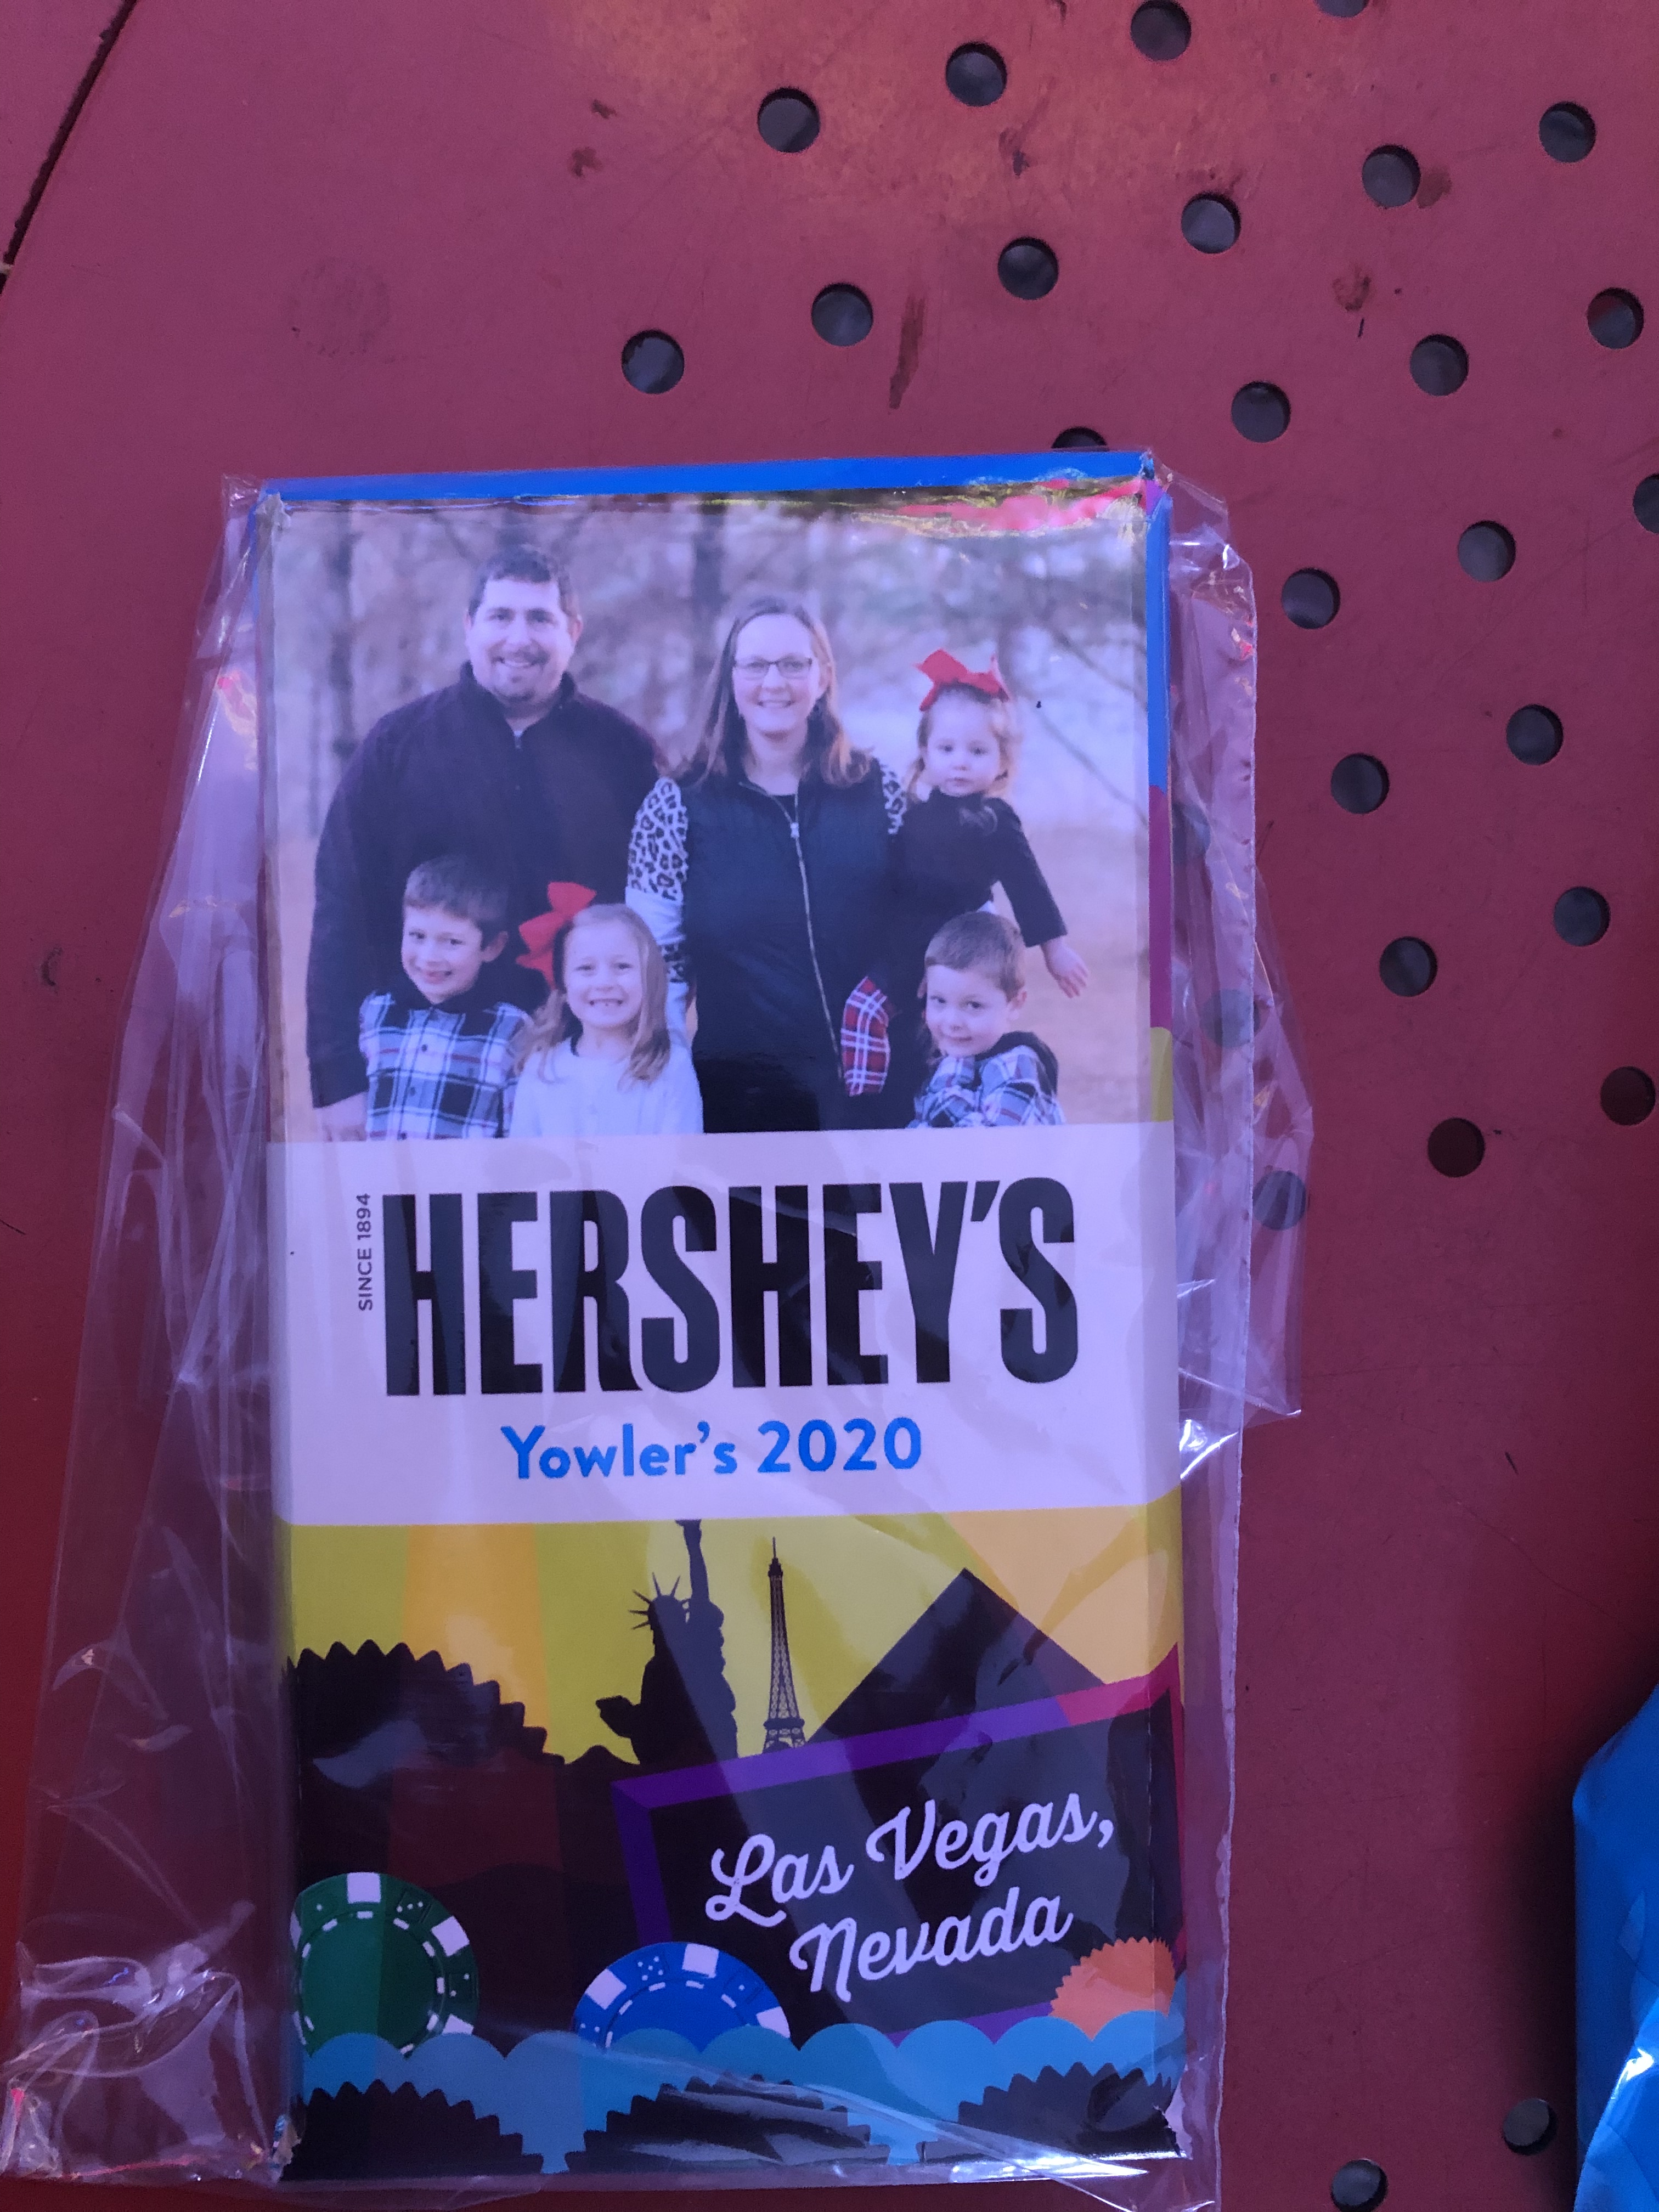 SINCE 1894
HERSHEY'S
Yowler's 2020
Las Vegas,
Nevada